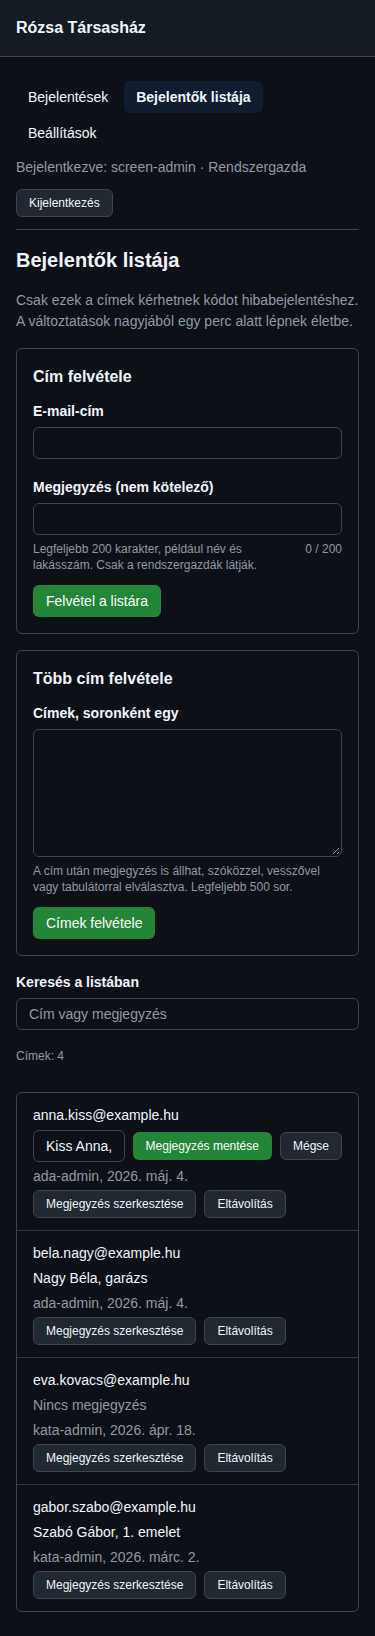 Rózsa Társasház
Bejelentések
Bejelentők listája
Beállítások
Bejelentkezve: screen-admin · Rendszergazda
Kijelentkezés
Bejelentők listája
Csak ezek a címek kérhetnek kódot hibabejelentéshez.
A változtatások nagyjából egy perc alatt lépnek életbe.
Cím felvétele
E-mail-cím
Megjegyzés (nem kötelező)
Legfeljebb 200 karakter, például név és
lakásszám. Csak a rendszergazdák látják.
0 / 200
Felvétel a listára
Több cím felvétele
Címek, soronként egy
A cím után megjegyzés is állhat, szóközzel, vesszővel
vagy tabulátorral elválasztva. Legfeljebb 500 sor.
Címek felvétele
Keresés a listában
Cím vagy megjegyzés
Címek: 4
anna.kiss@example.hu
Kiss Anna,
Megjegyzés mentése
Mégse
ada-admin, 2026. máj. 4.
Megjegyzés szerkesztése
Eltávolítás
bela.nagy@example.hu
Nagy Béla, garázs
ada-admin, 2026. máj. 4.
Megjegyzés szerkesztése
Eltávolítás
eva.kovacs@example.hu
Nincs megjegyzés
kata-admin, 2026. ápr. 18.
Megjegyzés szerkesztése
Eltávolítás
gabor.szabo@example.hu
Szabó Gábor, 1. emelet
kata-admin, 2026. márc. 2.
Megjegyzés szerkesztése
Eltávolítás